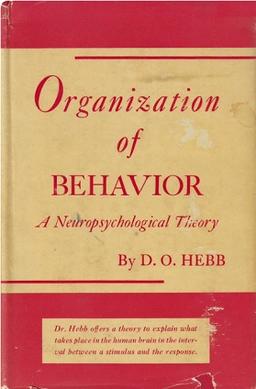 Organization
of
BEHAVIOR
A Neuropsychological Theory
By D. O. HEBB
Dr. Hebb offers a theory to explain what
takes place in the human brain in the inter-
val between a stimulus and the response.